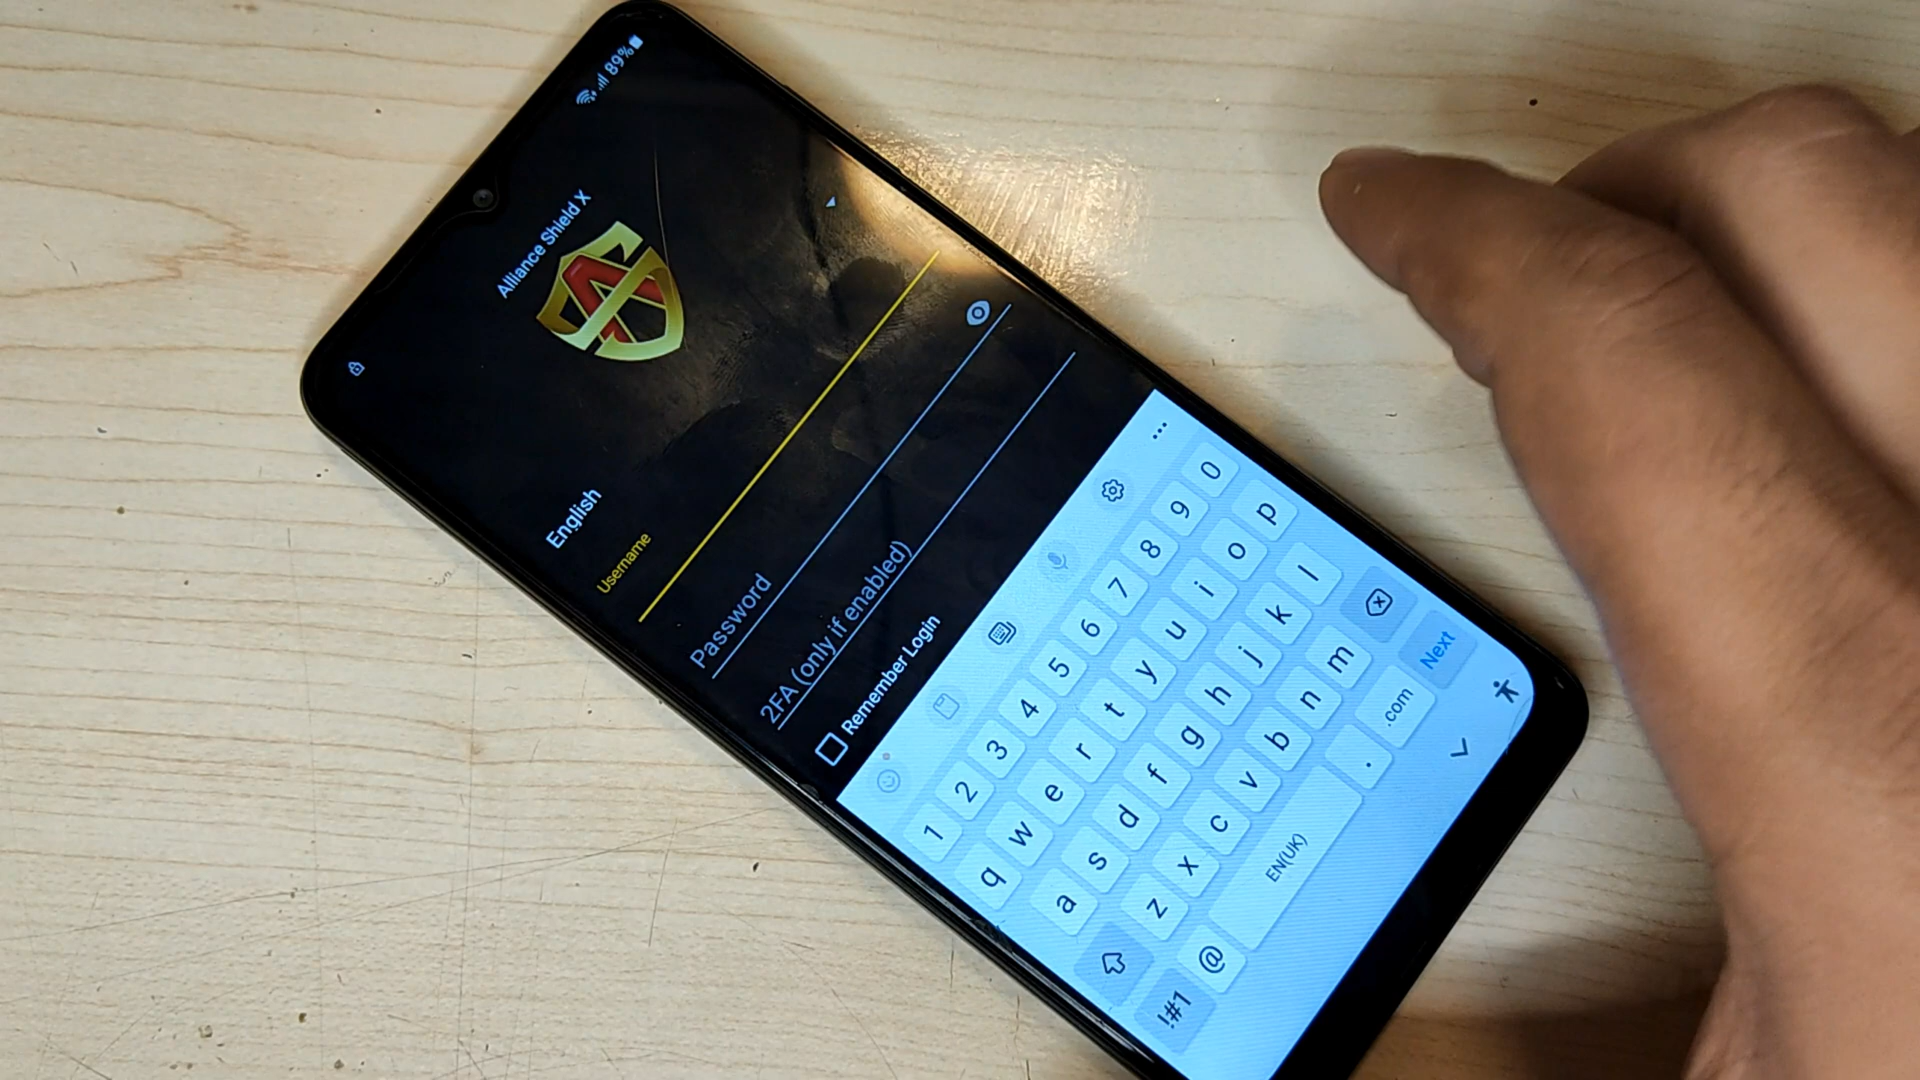 89%
Alliance Shield X
English
Username
Password
2FA (only if enabled)
Remember Login
1 2 3 4 5 6 7 8 9 0
q w e r t y u i o p
a s d f g h j k l
z x c v b n m
!#1 @ EN(UK) . .com Next